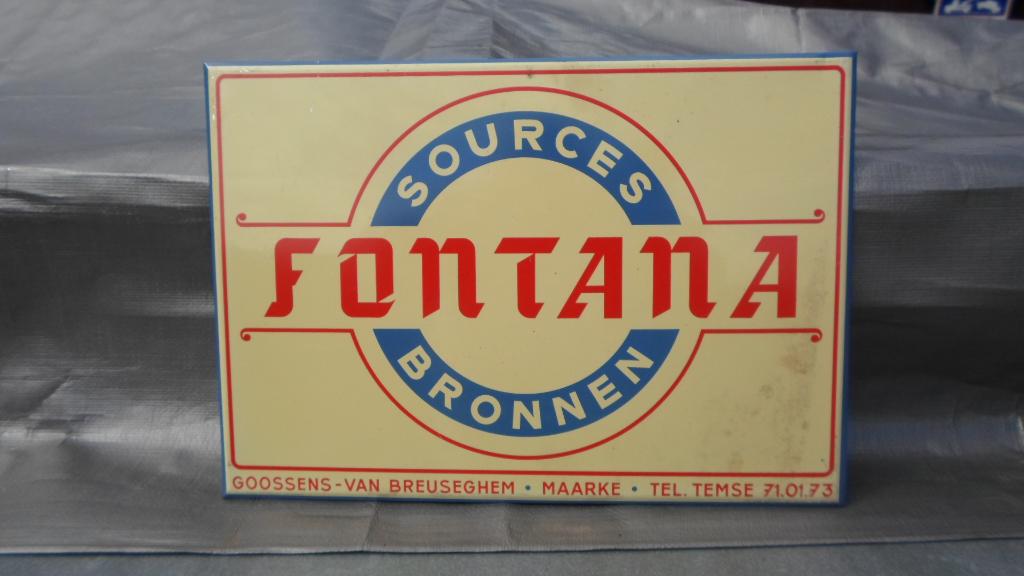 SOURCES
FONTANA
BRONNEN
GOOSSENS-VAN BREUSEGHEM • MAARKE • TEL. TEMSE 71.01.73